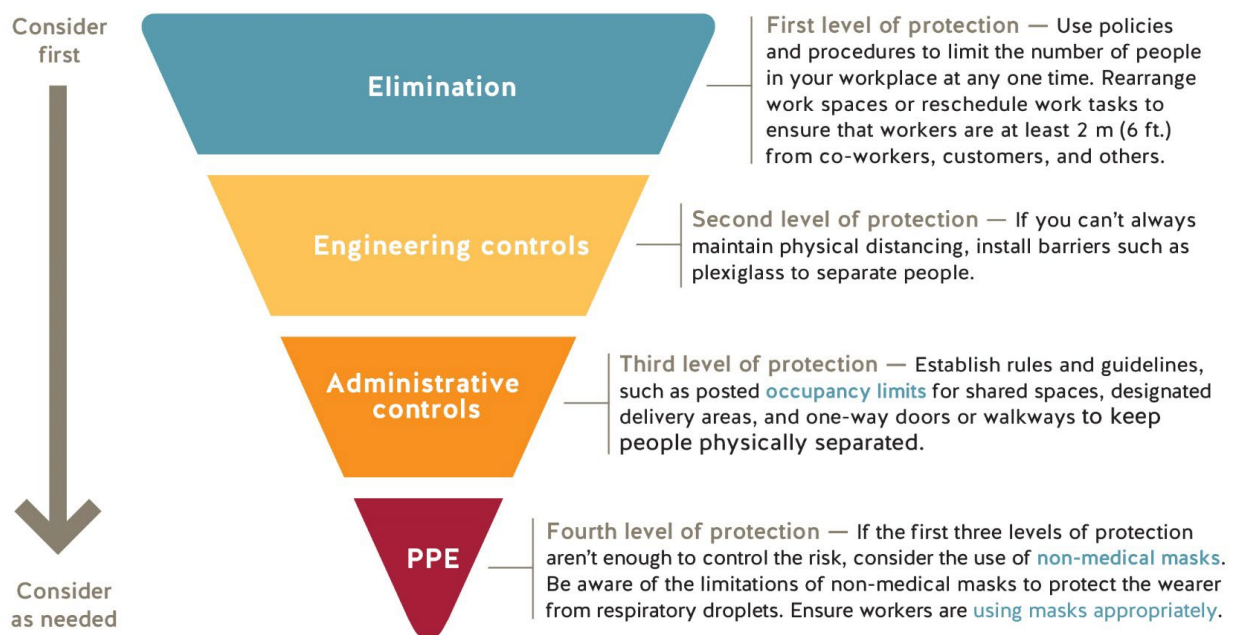 Consider
first
Elimination
First level of protection — Use policies
and procedures to limit the number of people
in your workplace at any one time. Rearrange
work spaces or reschedule work tasks to
ensure that workers are at least 2 m (6 ft.)
from co-workers, customers, and others.
Engineering controls
Second level of protection — If you can’t always
maintain physical distancing, install barriers such as
plexiglass to separate people.
Administrative
controls
Third level of protection — Establish rules and guidelines,
such as posted occupancy limits for shared spaces, designated
delivery areas, and one-way doors or walkways to keep
people physically separated.
PPE
Fourth level of protection — If the first three levels of protection
aren’t enough to control the risk, consider the use of non-medical masks.
Be aware of the limitations of non-medical masks to protect the wearer
from respiratory droplets. Ensure workers are using masks appropriately.
Consider
as needed